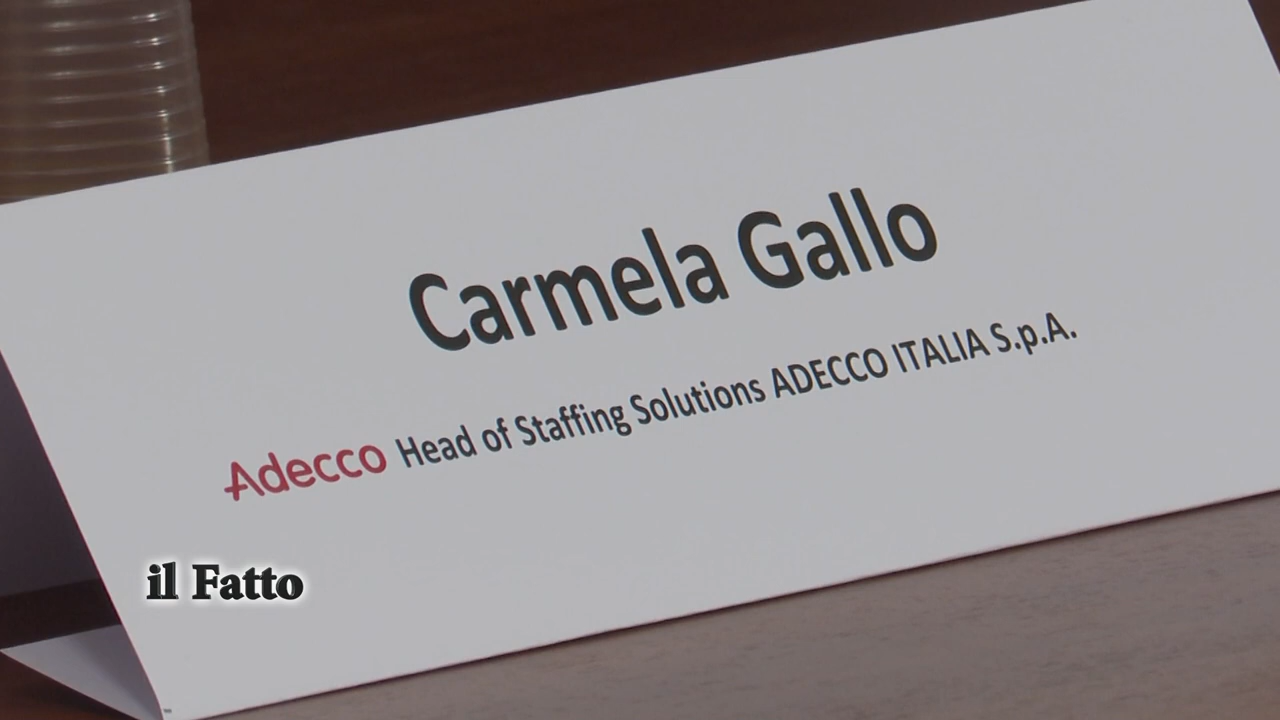 Carmela Gallo
Adecco Head of Staffing Solutions ADECCO ITALIA S.p.A.
il Fatto